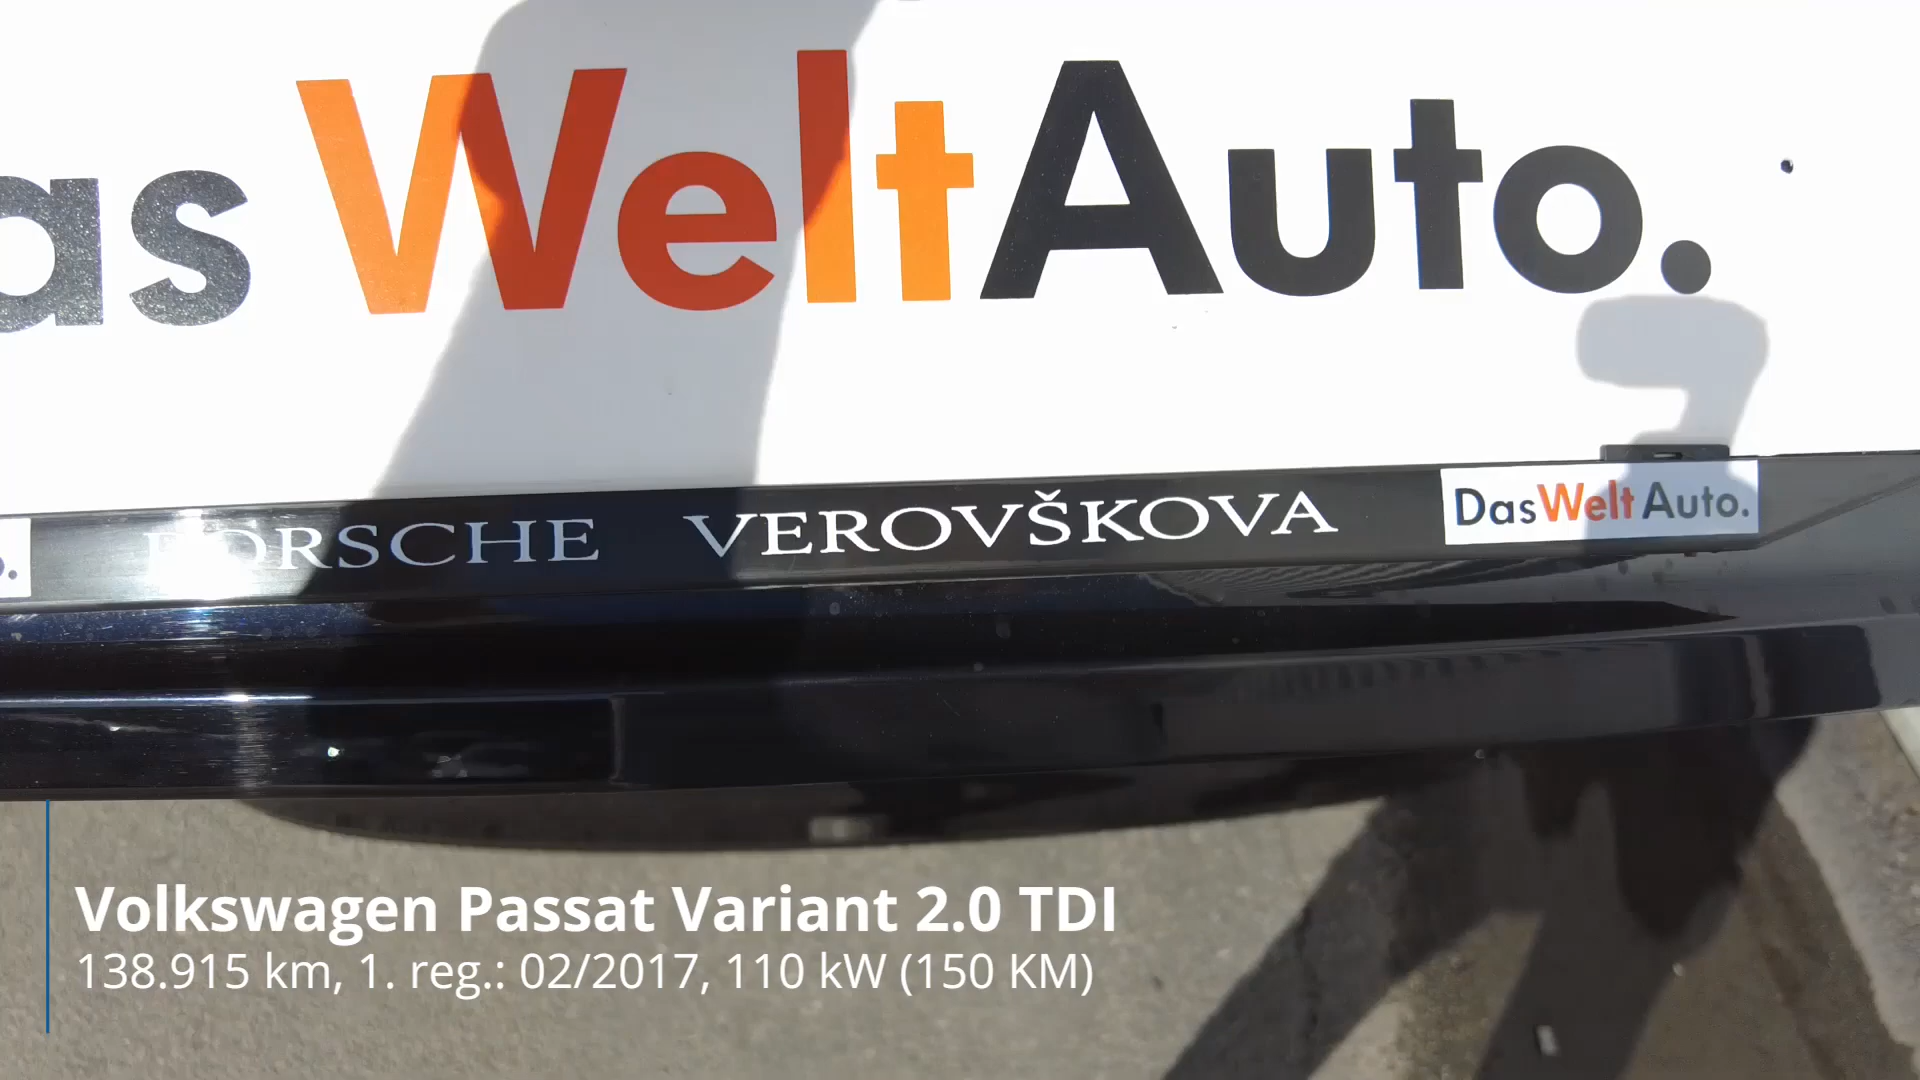 as WeltAuto.
PORSCHE VEROVŠKOVA
DasWeltAuto.
Volkswagen Passat Variant 2.0 TDI
138.915 km, 1. reg.: 02/2017, 110 kW (150 KM)